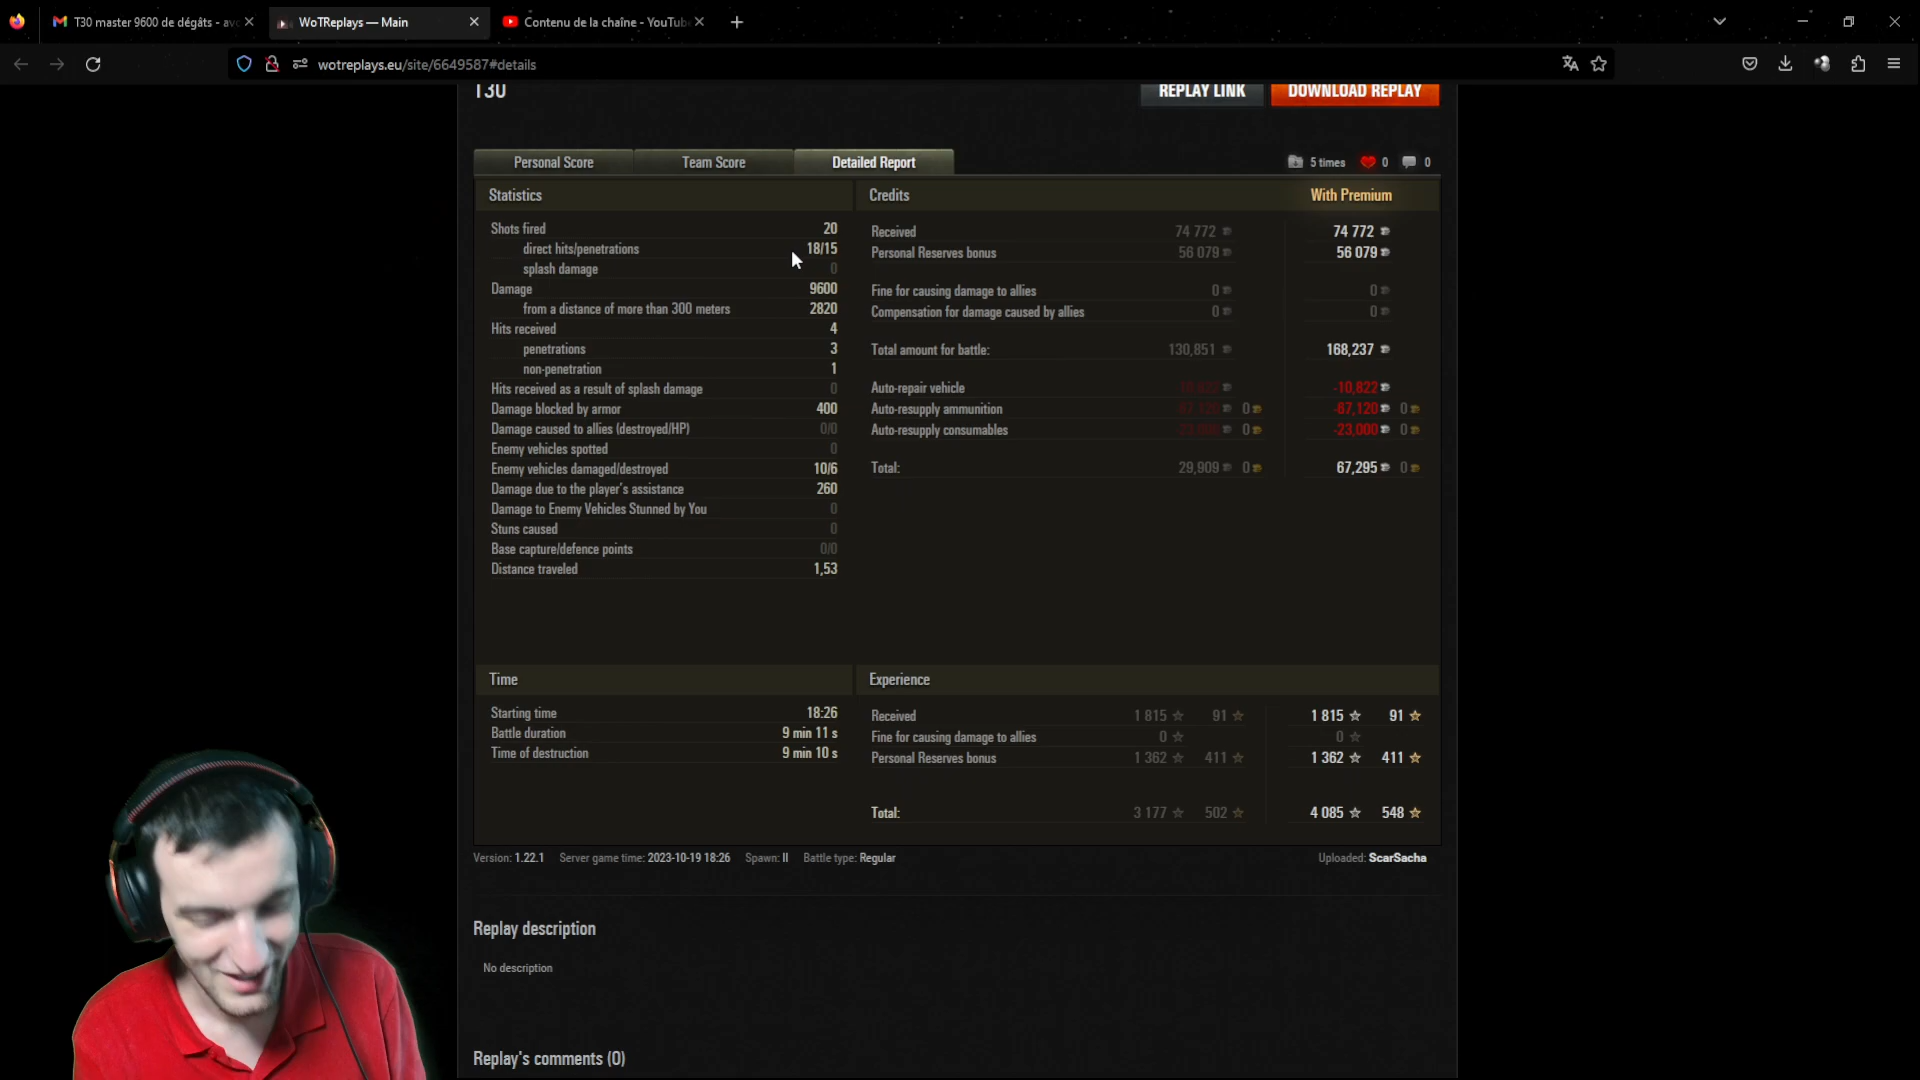 T30 master 9600 de dégâts - avc
WoTReplays — Main
Contenu de la chaîne - YouTub
wotreplays.eu/site/6649587#details
T30
REPLAY LINK
DOWNLOAD REPLAY
Personal Score
Team Score
Detailed Report
5 times 0 0
Statistics
Shots fired 20
direct hits/penetrations 18/15
splash damage 0
Damage 9600
from a distance of more than 300 meters 2820
Hits received 4
penetrations 3
non-penetration 1
Hits received as a result of splash damage 0
Damage blocked by armor 400
Damage caused to allies (destroyed/HP) 0/0
Enemy vehicles spotted 0
Enemy vehicles damaged/destroyed 10/6
Damage due to the player's assistance 260
Damage to Enemy Vehicles Stunned by You 0
Stuns caused 0
Base capture/defence points 0/0
Distance traveled 1,53
Credits With Premium
Received 74 772 74 772
Personal Reserves bonus 56 079 56 079
Fine for causing damage to allies 0 0
Compensation for damage caused by allies 0 0
Total amount for battle: 130,851 168,237
Auto-repair vehicle -10,822 -10,822
Auto-resupply ammunition 0 0
Auto-resupply consumables -23,000 0 -23,000 0
Total: 29,909 0 67,295 0
Time
Starting time 18:26
Battle duration 9 min 11 s
Time of destruction 9 min 10 s
Experience
Received 1 815 91 1 815 91
Fine for causing damage to allies 0 0
Personal Reserves bonus 1 362 411 1 362 411
Total: 3 177 502 4 085 548
Version: 1.22.1 Server game time: 2023-10-19 18:26 Spawn: II Battle type: Regular
Uploaded: ScarSacha
Replay description
No description
Replay's comments (0)